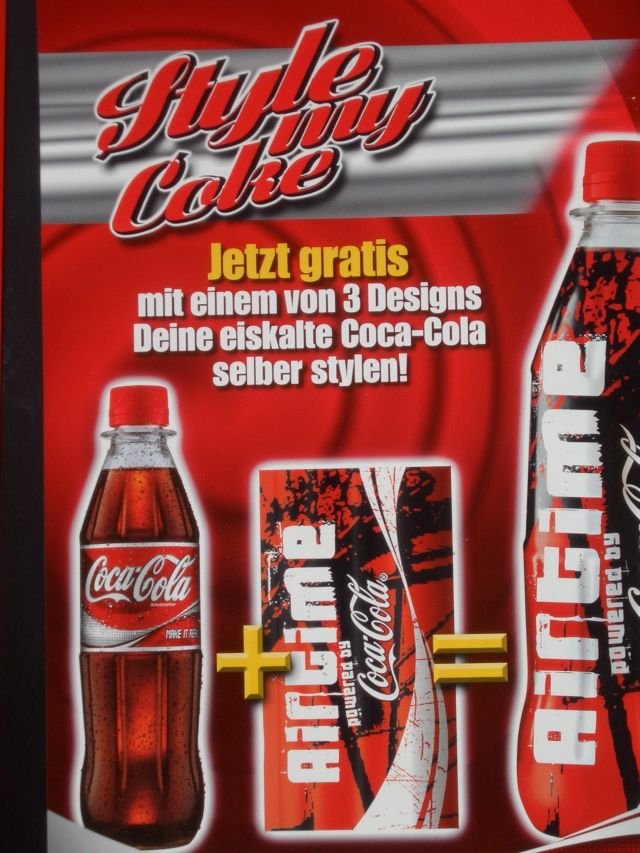 Style
my
Coke
Jetzt gratis
mit einem von 3 Designs
Deine eiskalte Coca-Cola
selber stylen!
Coca-Cola
MAKE IT REAL
+
AirTime
powered by
Coca-Cola
=
AirTime
powered by